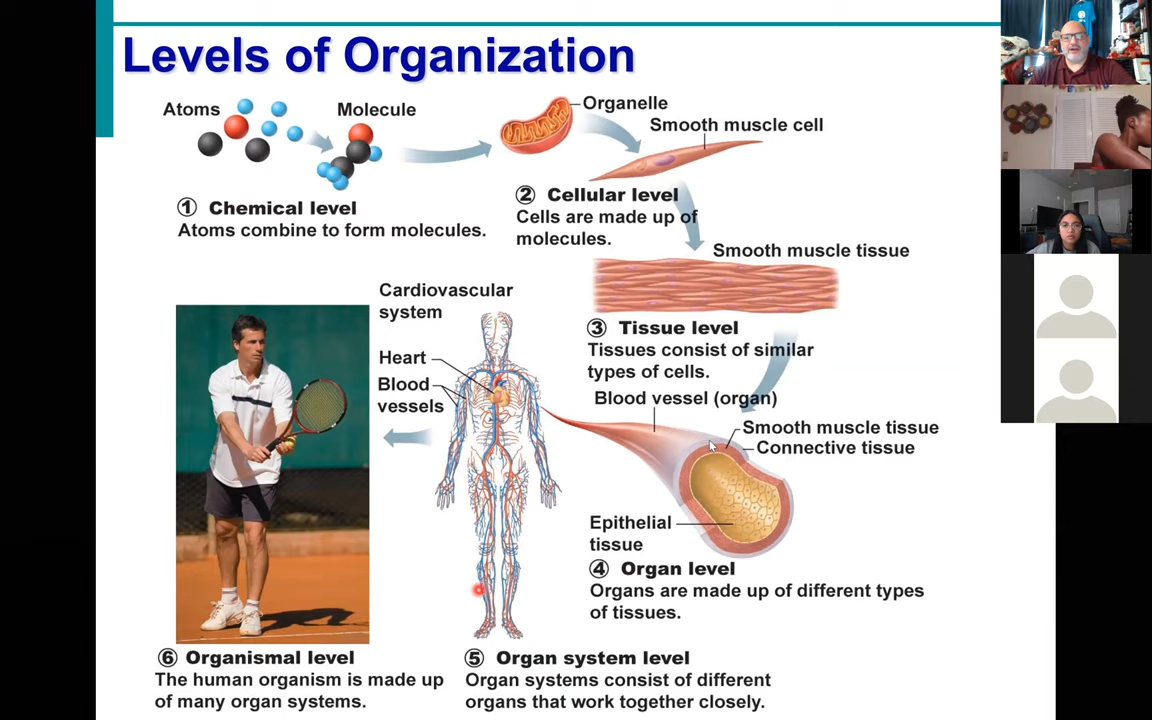 Levels of Organization
Atoms
Molecule
Organelle
Smooth muscle cell
① Chemical level
Atoms combine to form molecules.
② Cellular level
Cells are made up of
molecules.
Smooth muscle tissue
③ Tissue level
Tissues consist of similar
types of cells.
Cardiovascular
system
Heart
Blood
vessels
Blood vessel (organ)
Smooth muscle tissue
Connective tissue
Epithelial
tissue
④ Organ level
Organs are made up of different types
of tissues.
⑥ Organismal level
The human organism is made up
of many organ systems.
⑤ Organ system level
Organ systems consist of different
organs that work together closely.